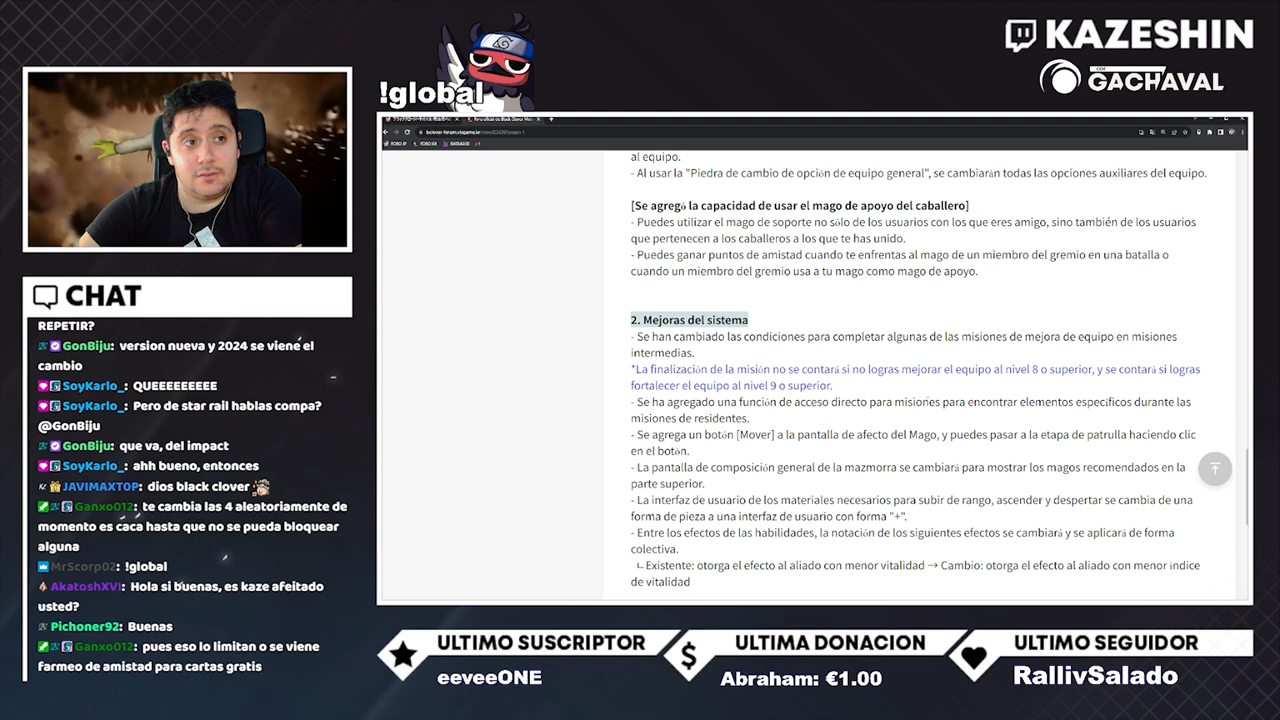 KAZESHIN
GACHAVAL
!global
al equipo.
- Al usar la "Piedra de cambio de opción de equipo general", se cambiarán todas las opciones auxiliares del equipo.
[Se agregó la capacidad de usar el mago de apoyo del caballero]
- Puedes utilizar el mago de soporte no sólo de los usuarios con los que eres amigo, sino también de los usuarios
que pertenecen a los caballeros a los que te has unido.
- Puedes ganar puntos de amistad cuando te enfrentas al mago de un miembro del gremio en una batalla o
cuando un miembro del gremio usa a tu mago como mago de apoyo.
2. Mejoras del sistema
- Se han cambiado las condiciones para completar algunas de las misiones de mejora de equipo en misiones
intermedias.
*La finalización de la misión no se contará si no logras mejorar el equipo al nivel 8 o superior, y se contará si logras
fortalecer el equipo al nivel 9 o superior.
- Se ha agregado una función de acceso directo para misiones para encontrar elementos específicos durante las
misiones de residentes.
- Se agrega un botón [Mover] a la pantalla de afecto del Mago, y puedes pasar a la etapa de patrulla haciendo clic
en el botón.
- La pantalla de composición general de la mazmorra se cambiará para mostrar los magos recomendados en la
parte superior.
- La interfaz de usuario de los materiales necesarios para subir de rango, ascender y despertar se cambia de una
forma de pieza a una interfaz de usuario con forma "+".
- Entre los efectos de las habilidades, la notación de los siguientes efectos se cambiará y se aplicará de forma
colectiva.
ㄴExistente: otorga el efecto al aliado con menor vitalidad → Cambio: otorga el efecto al aliado con menor índice
de vitalidad
CHAT
REPETIR?
GonBiju: version nueva y 2024 se viene el
cambio
SoyKarlo_: QUEEEEEEEEE
SoyKarlo_: Pero de star rail hablas compa?
@GonBiju
GonBiju: que va, del impact
SoyKarlo_: ahh bueno, entonces
JAVIMAXTOP: dios black clover
Ganxo012: te cambia las 4 aleatoriamente de
momento es caca hasta que no se pueda bloquear
alguna
MrScorp02: !global
AkatoshXVI: Hola si buenas, es kaze afeitado
usted?
Pichoner92: Buenas
Ganxo012: pues eso lo limitan o se viene
farmeo de amistad para cartas gratis
ULTIMO SUSCRIPTOR
eeveeONE
ULTIMA DONACION
Abraham: €1.00
ULTIMO SEGUIDOR
RallivSalado